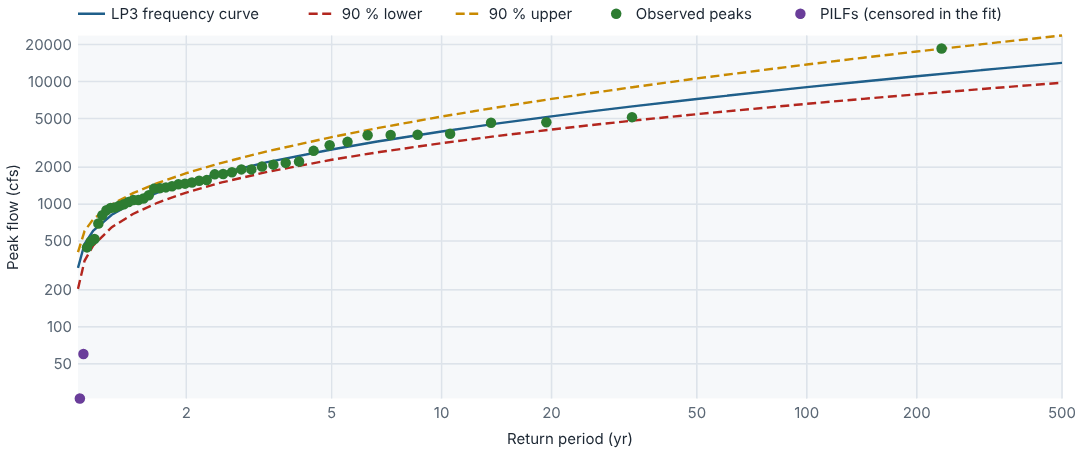 LP3 frequency curve 90 % lower 90 % upper Observed peaks PILFs (censored in the fit)
Peak flow (cfs)
20000
10000
5000
2000
1000
500
200
100
50
2 5 10 20 50 100 200 500
Return period (yr)